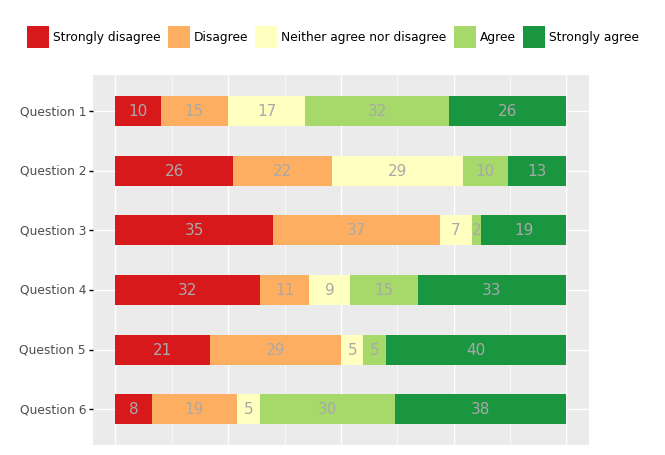 Strongly disagree Disagree Neither agree nor disagree Agree Strongly agree
Question 1 10 15 17 32 26
Question 2 26 22 29 10 13
Question 3 35 37 7 2 19
Question 4 32 11 9 15 33
Question 5 21 29 5 5 40
Question 6 8 19 5 30 38